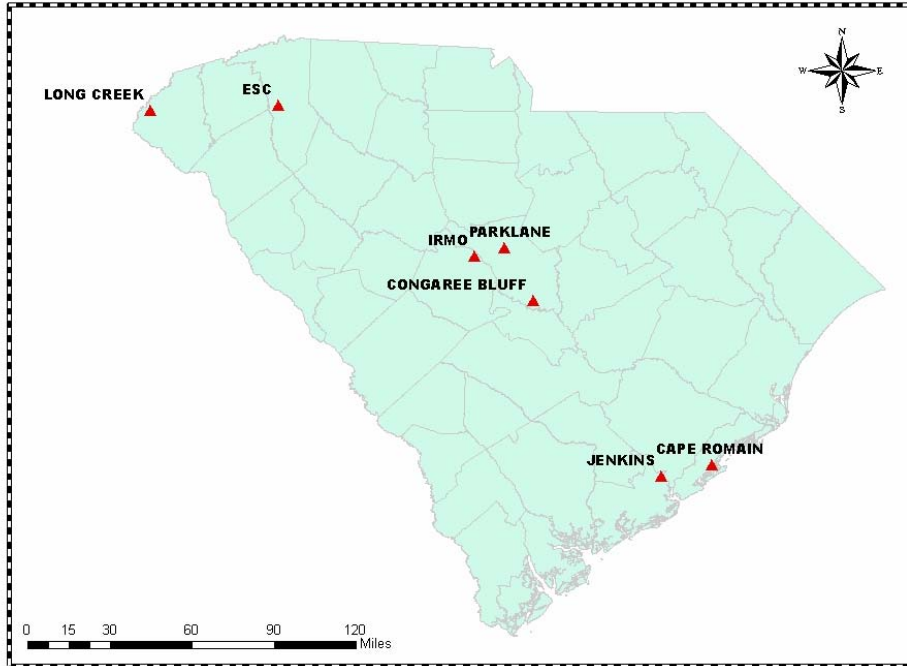 N
W E
S
LONG CREEK
ESC
IRMO
PARKLANE
CONGAREE BLUFF
JENKINS
CAPE ROMAIN
0 15 30 60 90 120
Miles